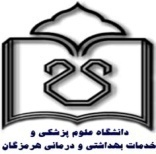 دانشگاه علوم پزشکی و
خدمات بهداشتی و درمانی هرمزگان